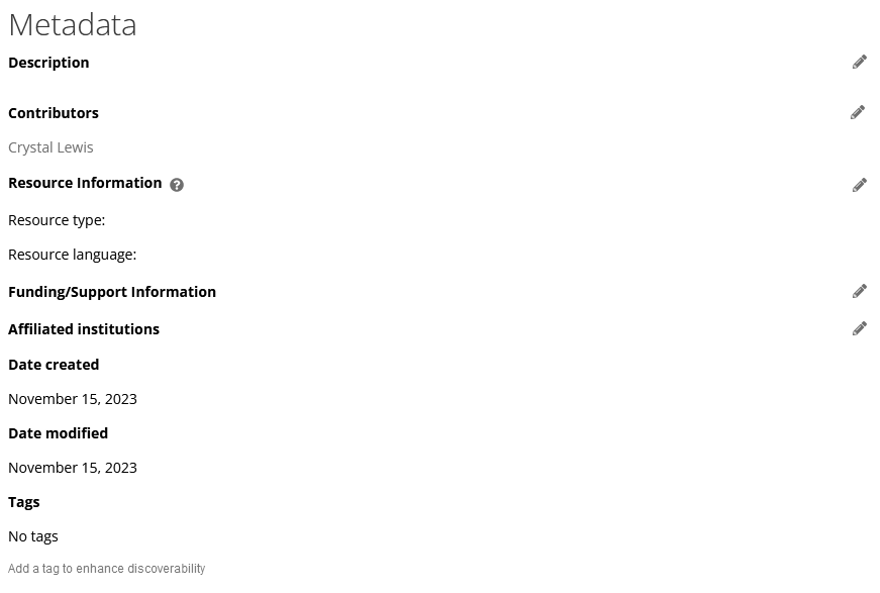 Metadata
Description
Contributors
Crystal Lewis
Resource Information ?
Resource type:
Resource language:
Funding/Support Information
Affiliated institutions
Date created
November 15, 2023
Date modified
November 15, 2023
Tags
No tags
Add a tag to enhance discoverability